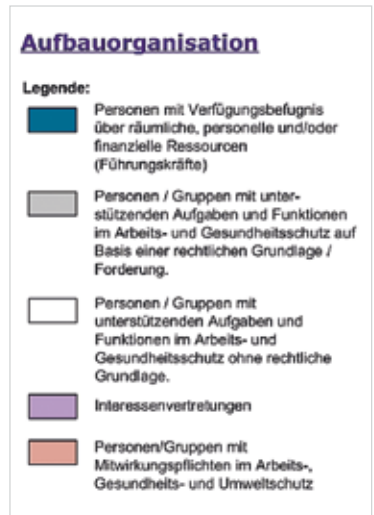 Aufbauorganisation
Legende:
Personen mit Verfügungsbefugnis
über räumliche, personelle und/oder
finanzielle Ressourcen
(Führungskräfte)
Personen / Gruppen mit unter-
stützenden Aufgaben und Funktionen
im Arbeits- und Gesundheitsschutz auf
Basis einer rechtlichen Grundlage /
Forderung.
Personen / Gruppen mit
unterstützenden Aufgaben und
Funktionen im Arbeits- und
Gesundheitsschutz ohne rechtliche
Grundlage.
Interessenvertretungen
Personen/Gruppen mit
Mitwirkungspflichten im Arbeits-,
Gesundheits- und Umweltschutz